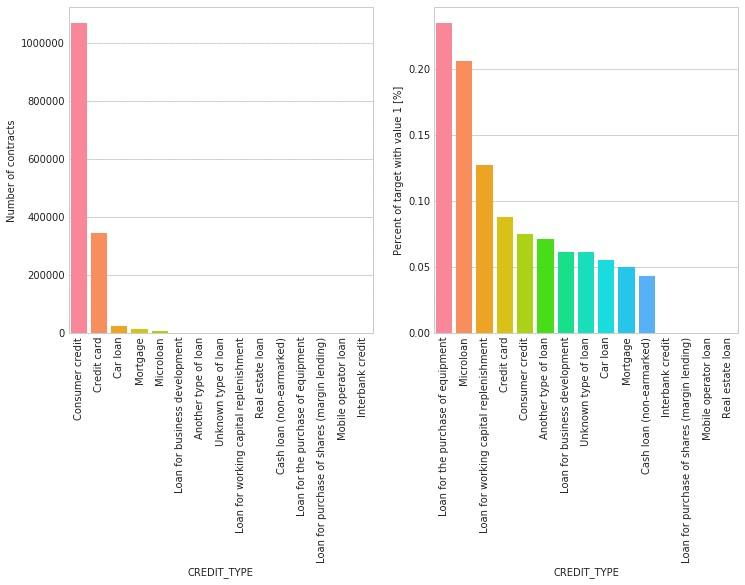 1000000
800000
600000
400000
200000
0
Number of contracts
Consumer credit
Credit card
Car loan
Mortgage
Microloan
Loan for business development
Another type of loan
Unknown type of loan
Loan for working capital replenishment
Real estate loan
Cash loan (non-earmarked)
Loan for the purchase of equipment
Loan for purchase of shares (margin lending)
Mobile operator loan
Interbank credit
CREDIT_TYPE
0.20
0.15
0.10
0.05
0.00
Percent of target with value 1 [%]
Loan for the purchase of equipment
Microloan
Loan for working capital replenishment
Credit card
Consumer credit
Another type of loan
Loan for business development
Unknown type of loan
Car loan
Mortgage
Cash loan (non-earmarked)
Interbank credit
Loan for purchase of shares (margin lending)
Mobile operator loan
Real estate loan
CREDIT_TYPE